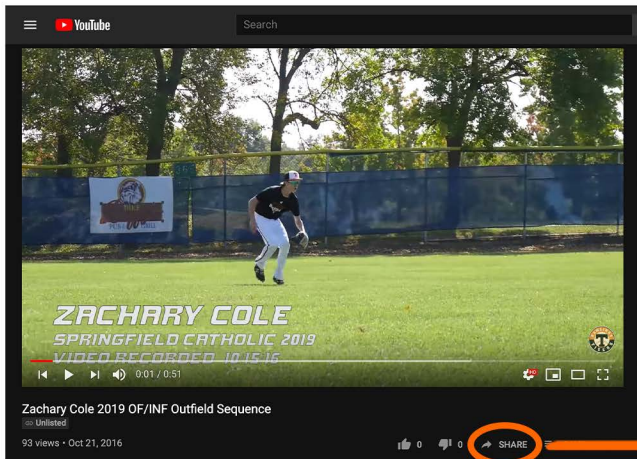 YouTube
Search
ZACHARY COLE
SPRINGFIELD CATHOLIC 2019
VIDEO RECORDED 10.15.16
0:01 / 0:51
HD
Zachary Cole 2019 OF/INF Outfield Sequence
Unlisted
93 views • Oct 21, 2016
0
0
SHARE